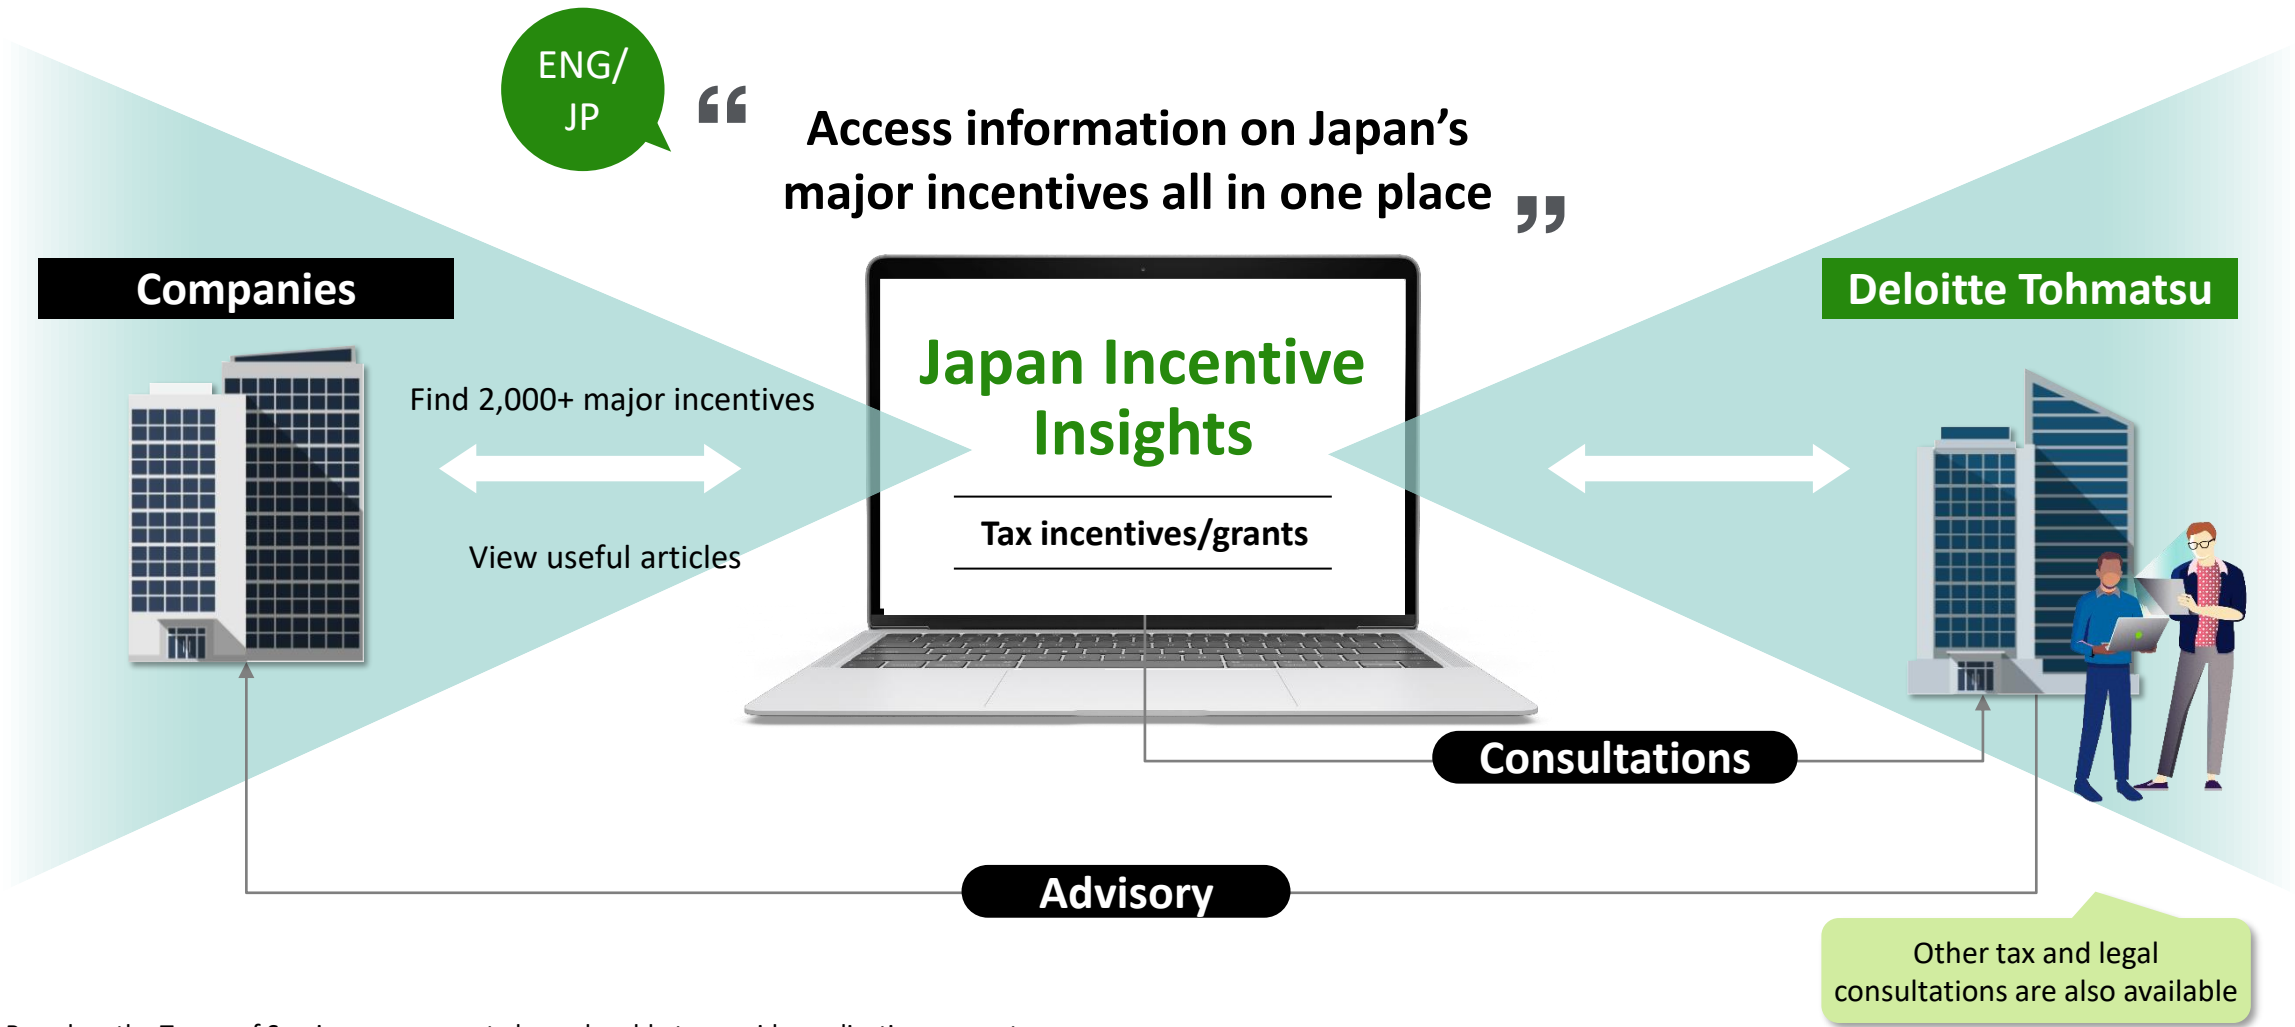 ENG/
JP
“ Access information on Japan’s
major incentives all in one place ”
Companies
Deloitte Tohmatsu
Find 2,000+ major incentives
View useful articles
Japan Incentive
Insights
Tax incentives/grants
Consultations
Advisory
Other tax and legal
consultations are also available